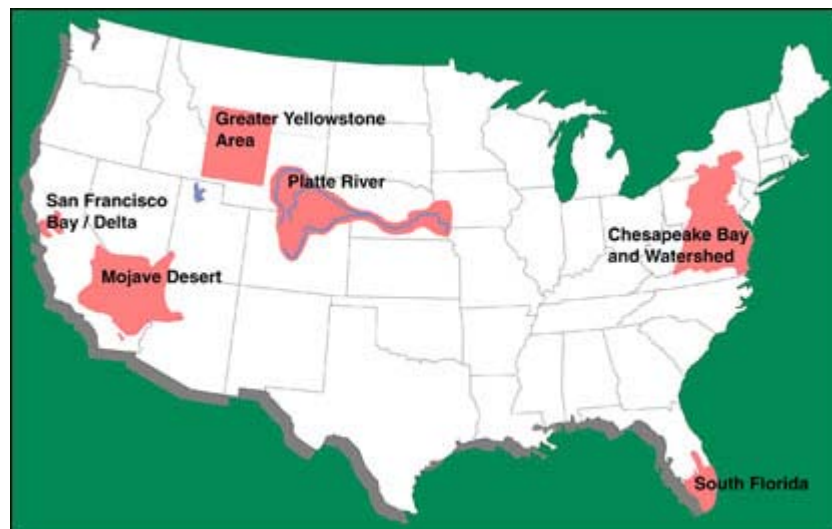 Greater Yellowstone
Area
Platte River
San Francisco
Bay / Delta
Mojave Desert
Chesapeake Bay
and Watershed
South Florida